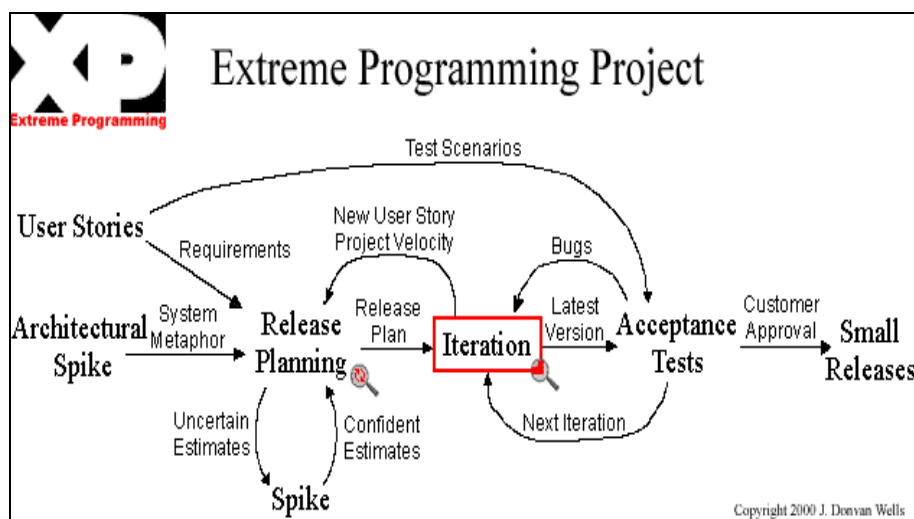 XP
Extreme Programming
Extreme Programming Project
Test Scenarios
User Stories
Requirements
New User Story
Project Velocity
Bugs
Architectural
Spike
System
Metaphor
Release
Planning
Release
Plan
Iteration
Latest
Version
Acceptance
Tests
Customer
Approval
Small
Releases
Uncertain
Estimates
Confident
Estimates
Next Iteration
Spike
Copyright 2000 J. Donvan Wells